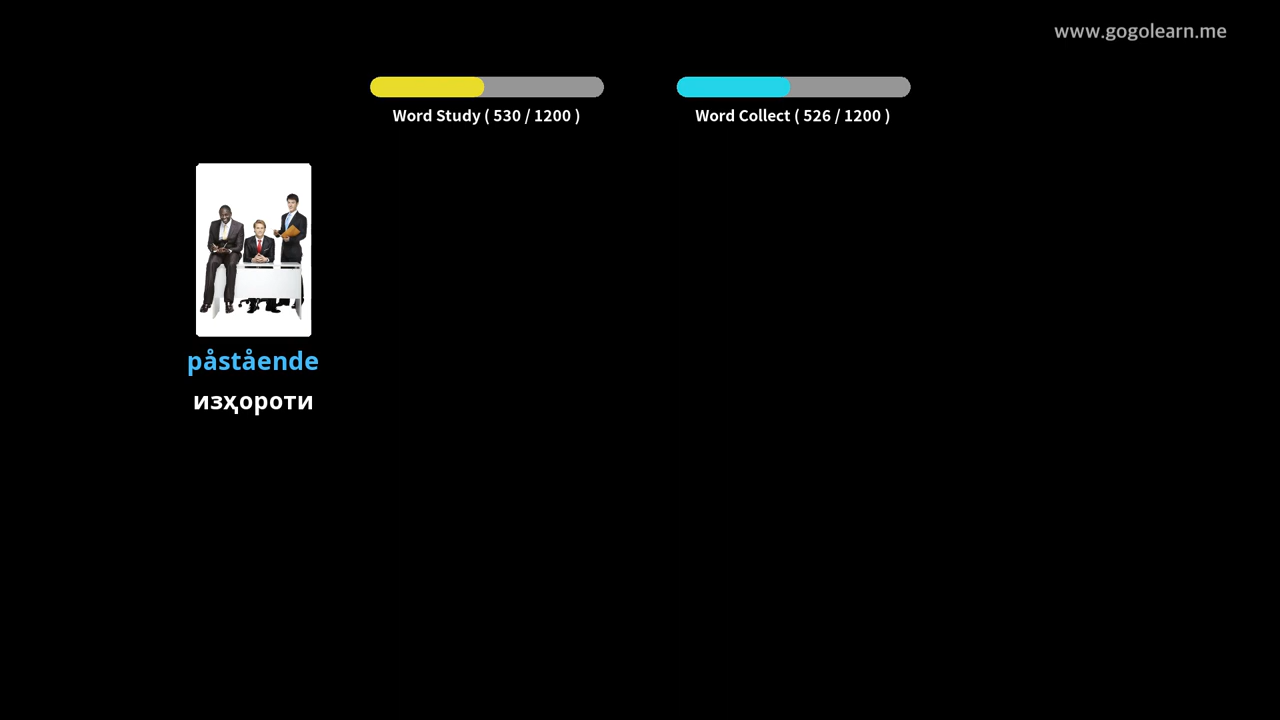 www.gogolearn.me
Word Study ( 530 / 1200 )
Word Collect ( 526 / 1200 )
påstående
изҳороти